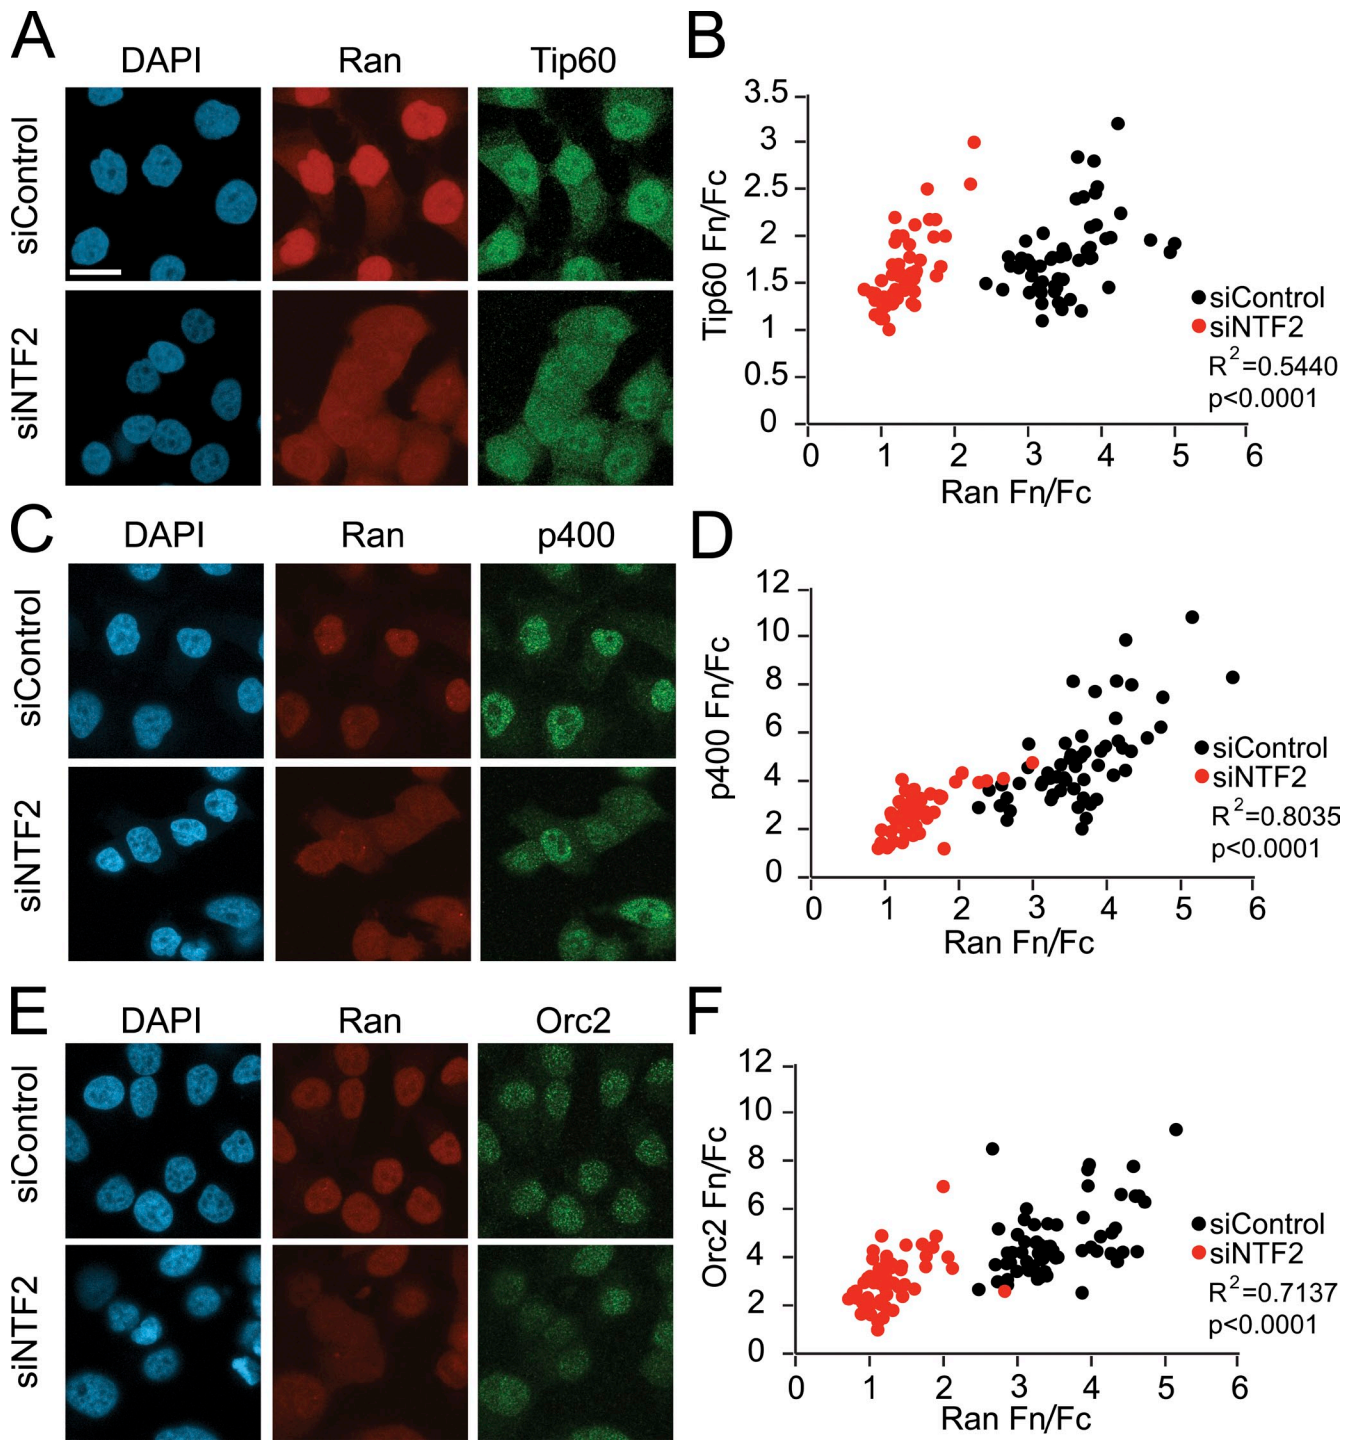 A
DAPI Ran Tip60
siControl
siNTF2
B
Tip60 Fn/Fc
3.5
3
2.5
2
1.5
1
0.5
0
0 1 2 3 4 5 6
Ran Fn/Fc
siControl
siNTF2
R2=0.5440
p<0.0001
C
DAPI Ran p400
siControl
siNTF2
D
p400 Fn/Fc
12
10
8
6
4
2
0
0 1 2 3 4 5 6
Ran Fn/Fc
siControl
siNTF2
R2=0.8035
p<0.0001
E
DAPI Ran Orc2
siControl
siNTF2
F
Orc2 Fn/Fc
12
10
8
6
4
2
0
0 1 2 3 4 5 6
Ran Fn/Fc
siControl
siNTF2
R2=0.7137
p<0.0001